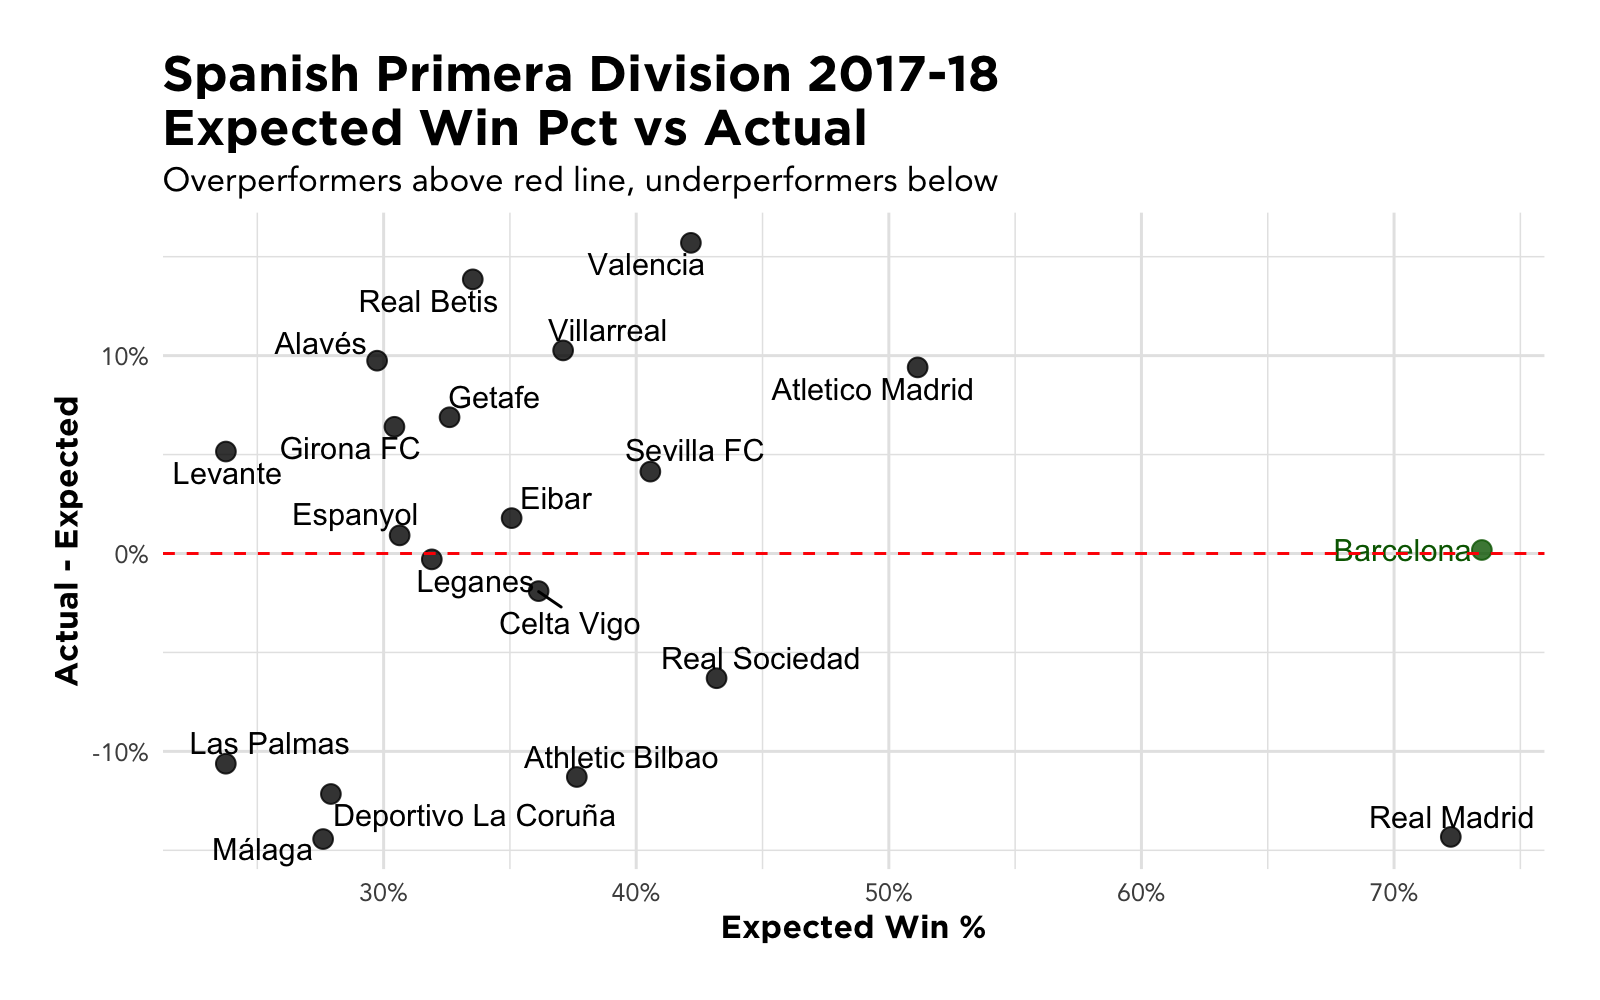 Spanish Primera Division 2017-18
Expected Win Pct vs Actual
Overperformers above red line, underperformers below
Valencia
Real Betis
Villarreal
Alavés
10%
Atletico Madrid
Getafe
Girona FC
Sevilla FC
Levante
Eibar
Espanyol
0%
Barcelona
Leganes
Celta Vigo
Real Sociedad
Las Palmas
-10%
Athletic Bilbao
Deportivo La Coruña
Real Madrid
Málaga
30%
40%
50%
60%
70%
Expected Win %
Actual - Expected